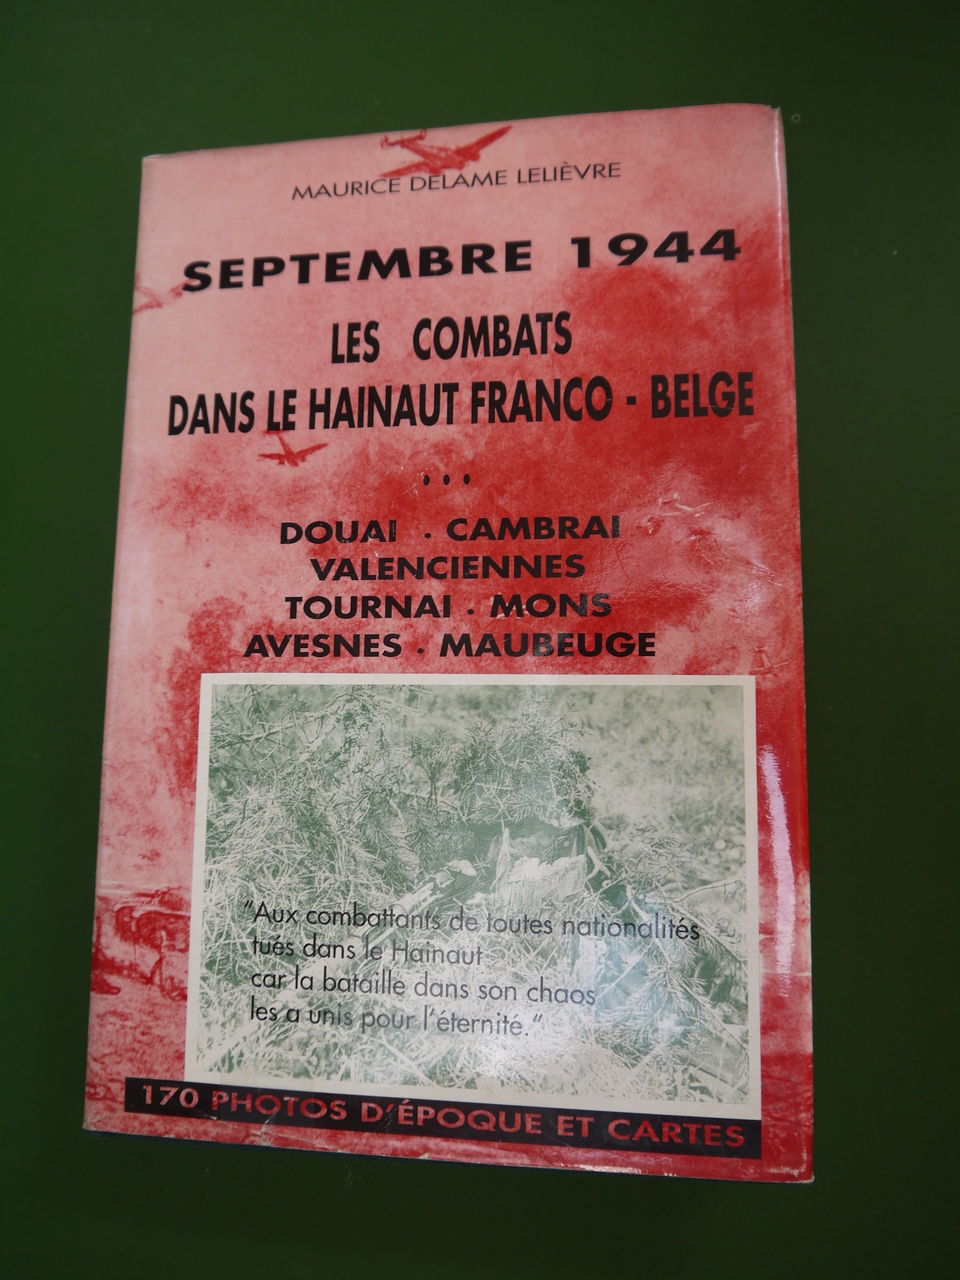 MAURICE DELAME LELIÈVRE
SEPTEMBRE 1944
LES COMBATS
DANS LE HAINAUT FRANCO - BELGE
...
DOUAI . CAMBRAI
VALENCIENNES
TOURNAI . MONS
AVESNES . MAUBEUGE
"Aux combattants de toutes nationalités
tués dans le Hainaut
car la bataille dans son chaos
les a unis pour l'éternité."
170 PHOTOS D'ÉPOQUE ET CARTES